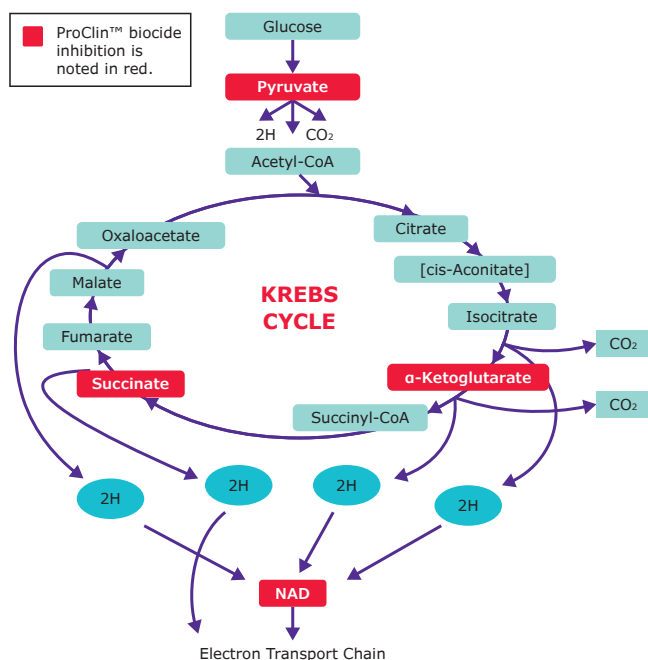 ProClin™ biocide
inhibition is
noted in red.
Glucose
Pyruvate
2H
CO₂
Acetyl-CoA
Oxaloacetate
Citrate
[cis-Aconitate]
Malate
KREBS
CYCLE
Isocitrate
Fumarate
CO₂
Succinate
α-Ketoglutarate
Succinyl-CoA
CO₂
2H
2H
2H
2H
NAD
Electron Transport Chain